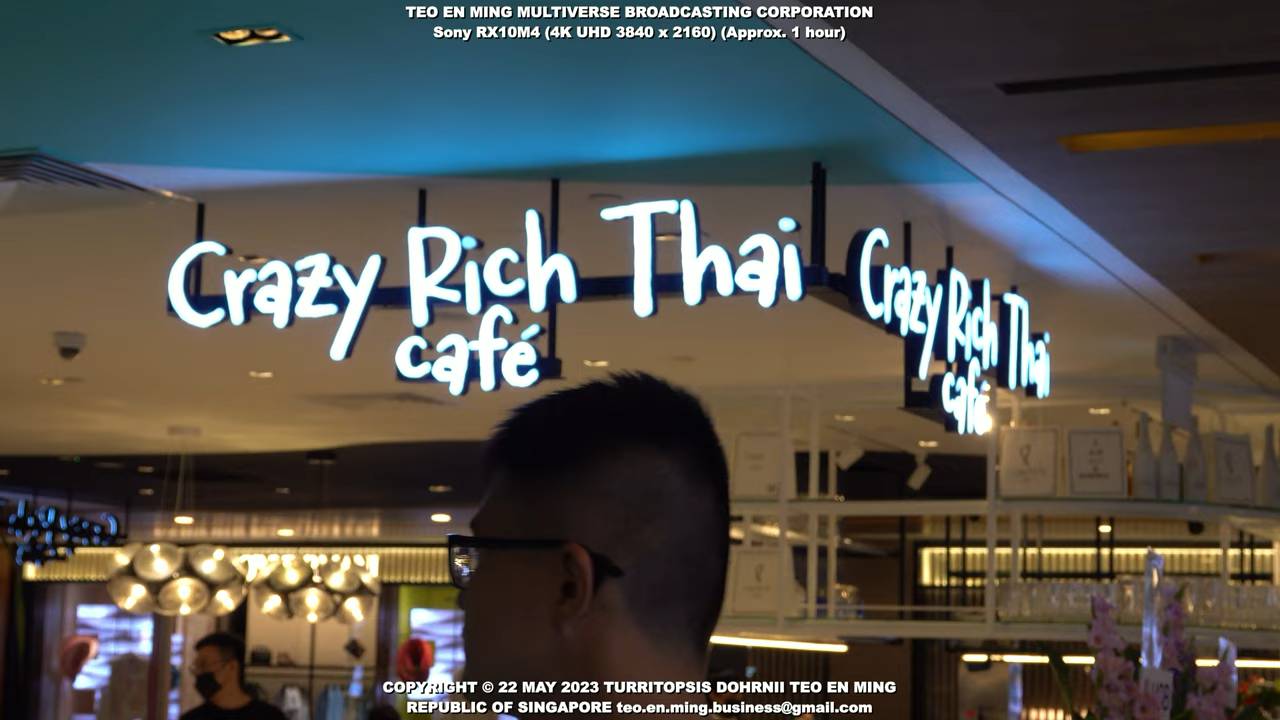 TEO EN MING MULTIVERSE BROADCASTING CORPORATION
Sony RX10M4 (4K UHD 3840 x 2160) (Approx. 1 hour)
Crazy Rich Thai
café
Crazy Rich Thai
café
COPYRIGHT © 22 MAY 2023 TURRITOPSIS DOHRNII TEO EN MING
REPUBLIC OF SINGAPORE teo.en.ming.business@gmail.com